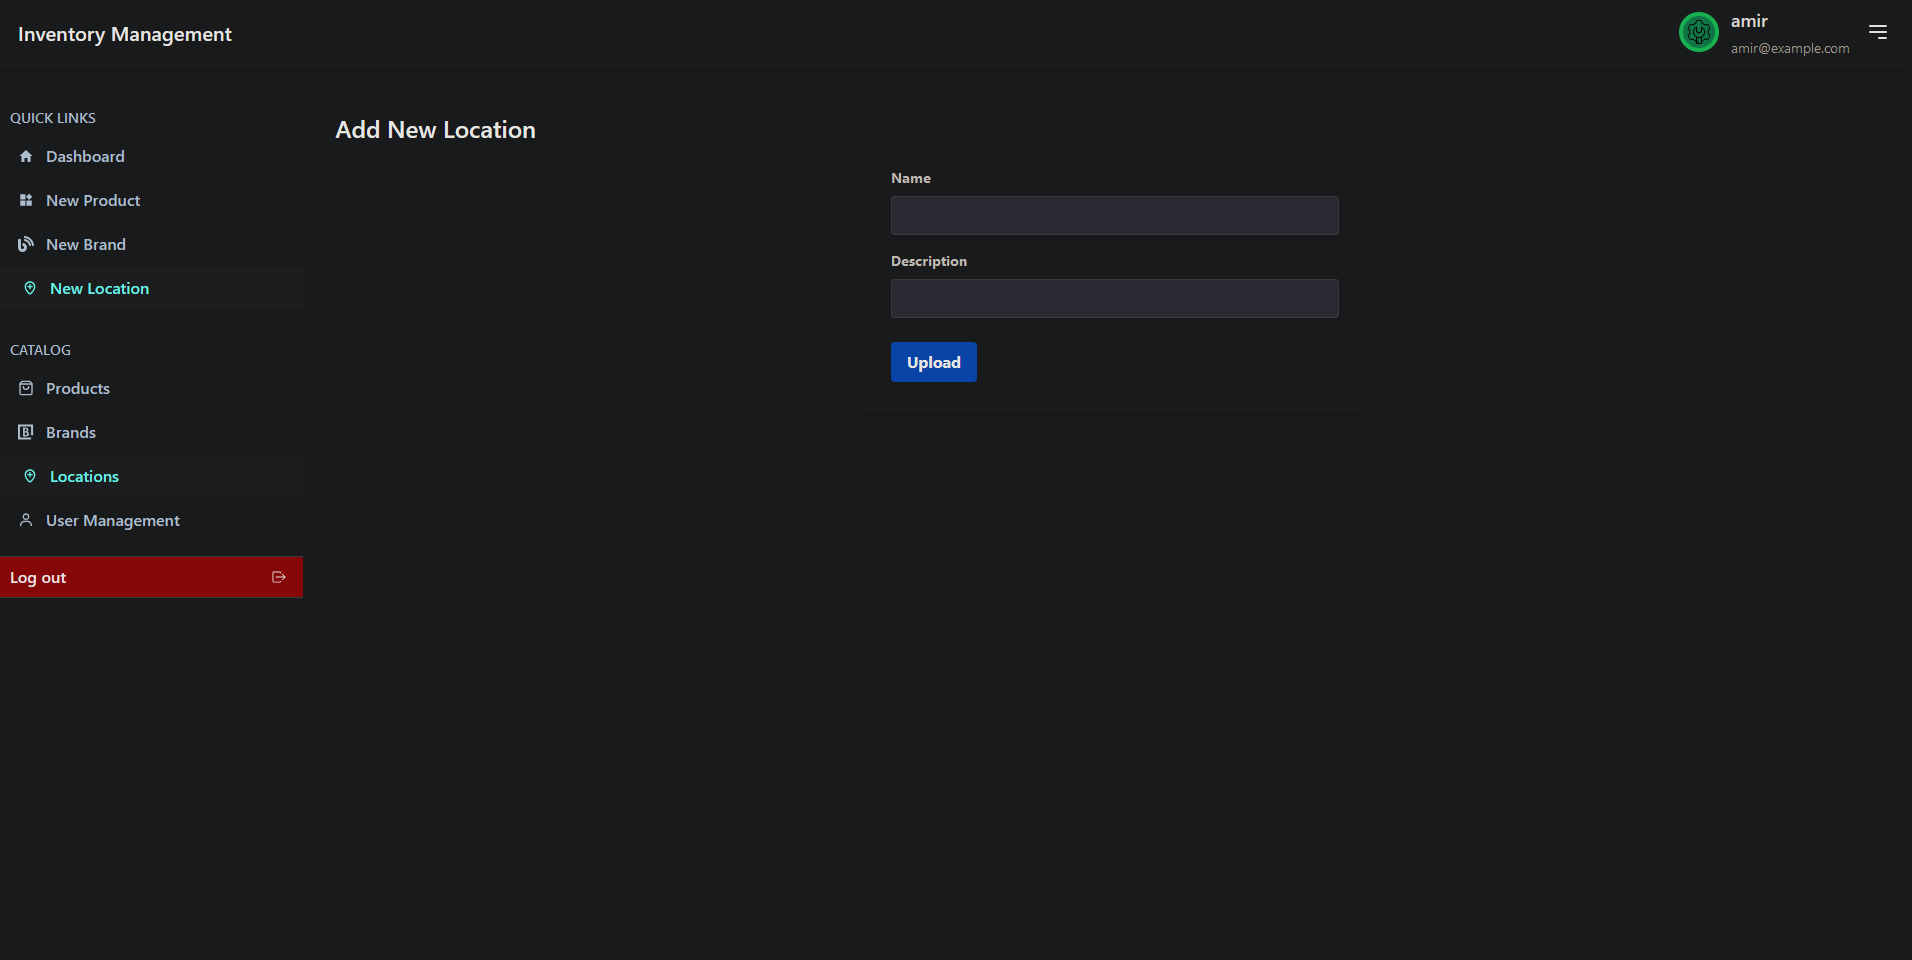 Inventory Management
amir
amir@example.com
QUICK LINKS
Dashboard
New Product
New Brand
New Location
CATALOG
Products
Brands
Locations
User Management
Log out
Add New Location
Name
Description
Upload